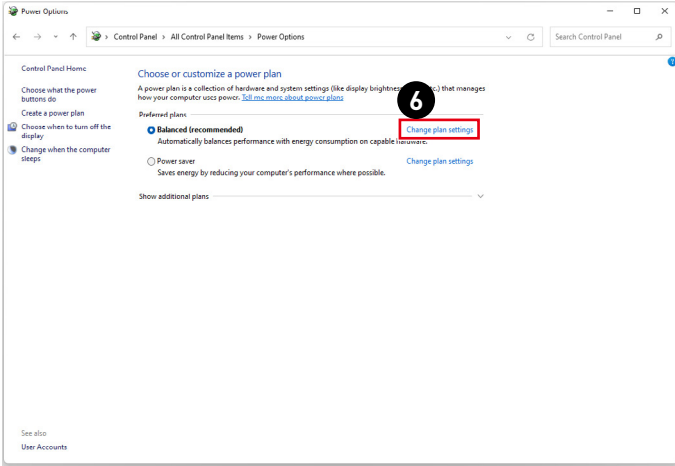 Power Options
Control Panel > All Control Panel Items > Power Options
Search Control Panel
Control Panel Home
Choose what the power
buttons do
Create a power plan
Choose when to turn off the
display
Change when the computer
sleeps
Choose or customize a power plan
A power plan is a collection of hardware and system settings (like display brightness, etc.) that manages
how your computer uses power. Tell me more about power plans
6
Preferred plans
Balanced (recommended)
Change plan settings
Automatically balances performance with energy consumption on capable hardware.
Power saver
Change plan settings
Saves energy by reducing your computer's performance where possible.
Show additional plans
See also
User Accounts